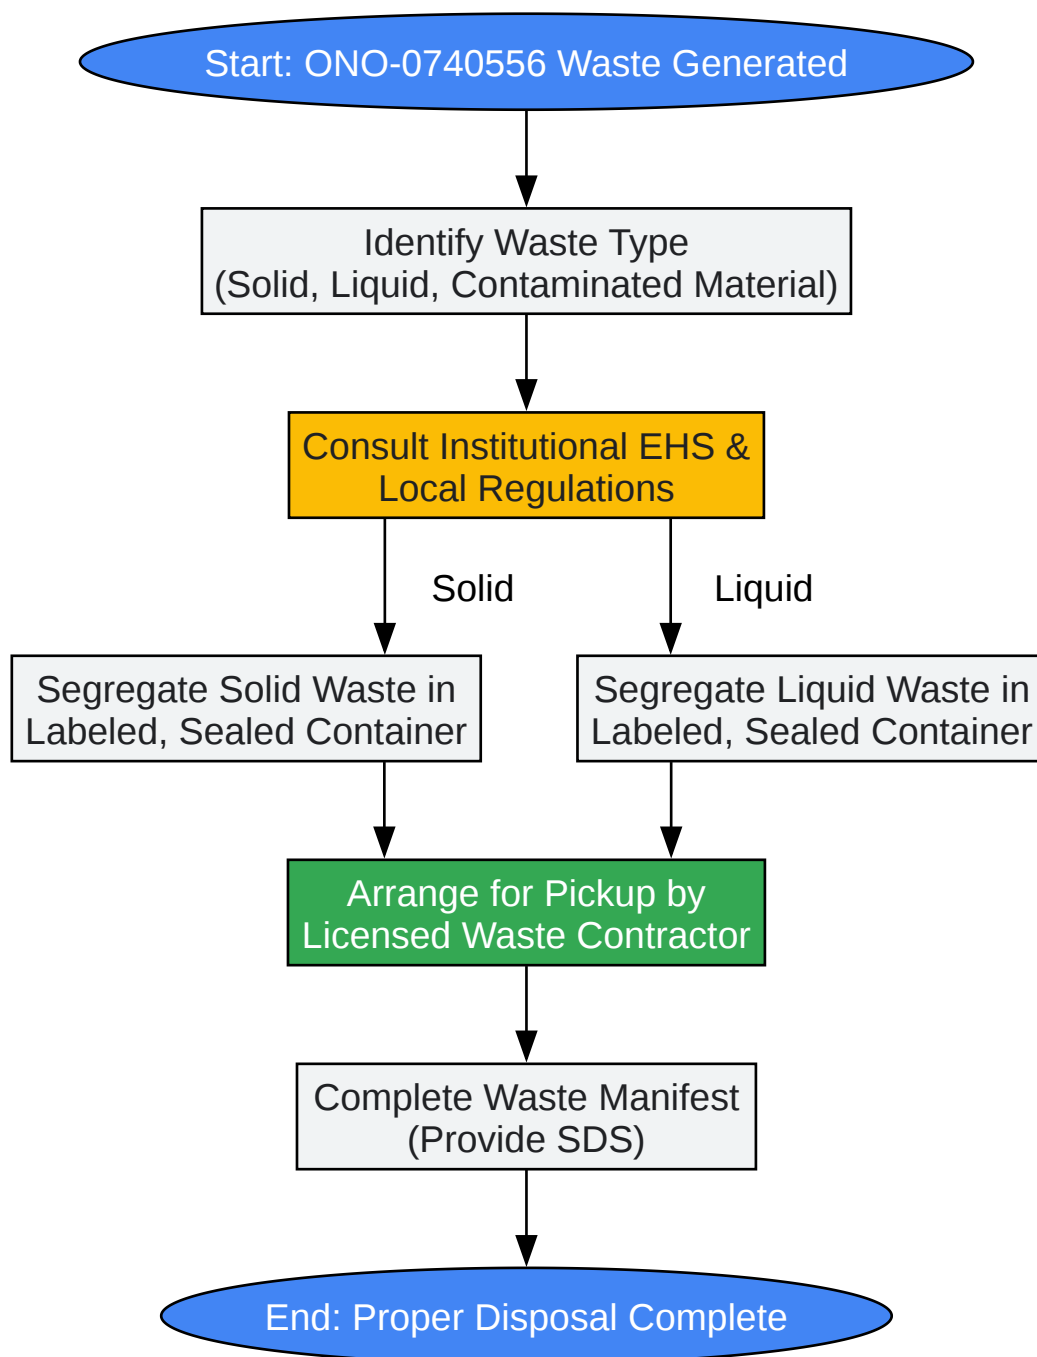 Start: ONO-0740556 Waste Generated
Identify Waste Type
(Solid, Liquid, Contaminated Material)
Consult Institutional EHS &
Local Regulations
Solid
Liquid
Segregate Solid Waste in
Labeled, Sealed Container
Segregate Liquid Waste in
Labeled, Sealed Container
Arrange for Pickup by
Licensed Waste Contractor
Complete Waste Manifest
(Provide SDS)
End: Proper Disposal Complete